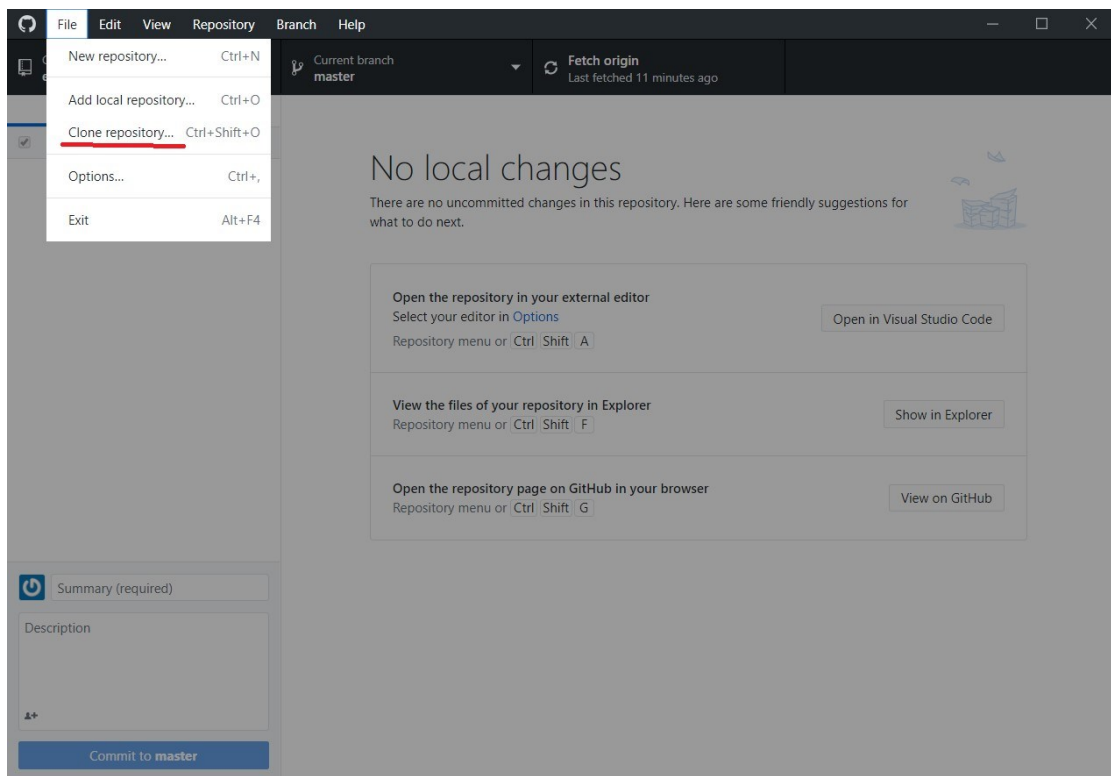 File Edit View Repository Branch Help
New repository... Ctrl+N
Add local repository... Ctrl+O
Clone repository... Ctrl+Shift+O
Options... Ctrl+,
Exit Alt+F4
Current branch
master
Fetch origin
Last fetched 11 minutes ago
No local changes
There are no uncommitted changes in this repository. Here are some friendly suggestions for
what to do next.
Open the repository in your external editor
Select your editor in Options
Repository menu or Ctrl Shift A
Open in Visual Studio Code
View the files of your repository in Explorer
Repository menu or Ctrl Shift F
Show in Explorer
Open the repository page on GitHub in your browser
Repository menu or Ctrl Shift G
View on GitHub
Summary (required)
Description
Commit to master